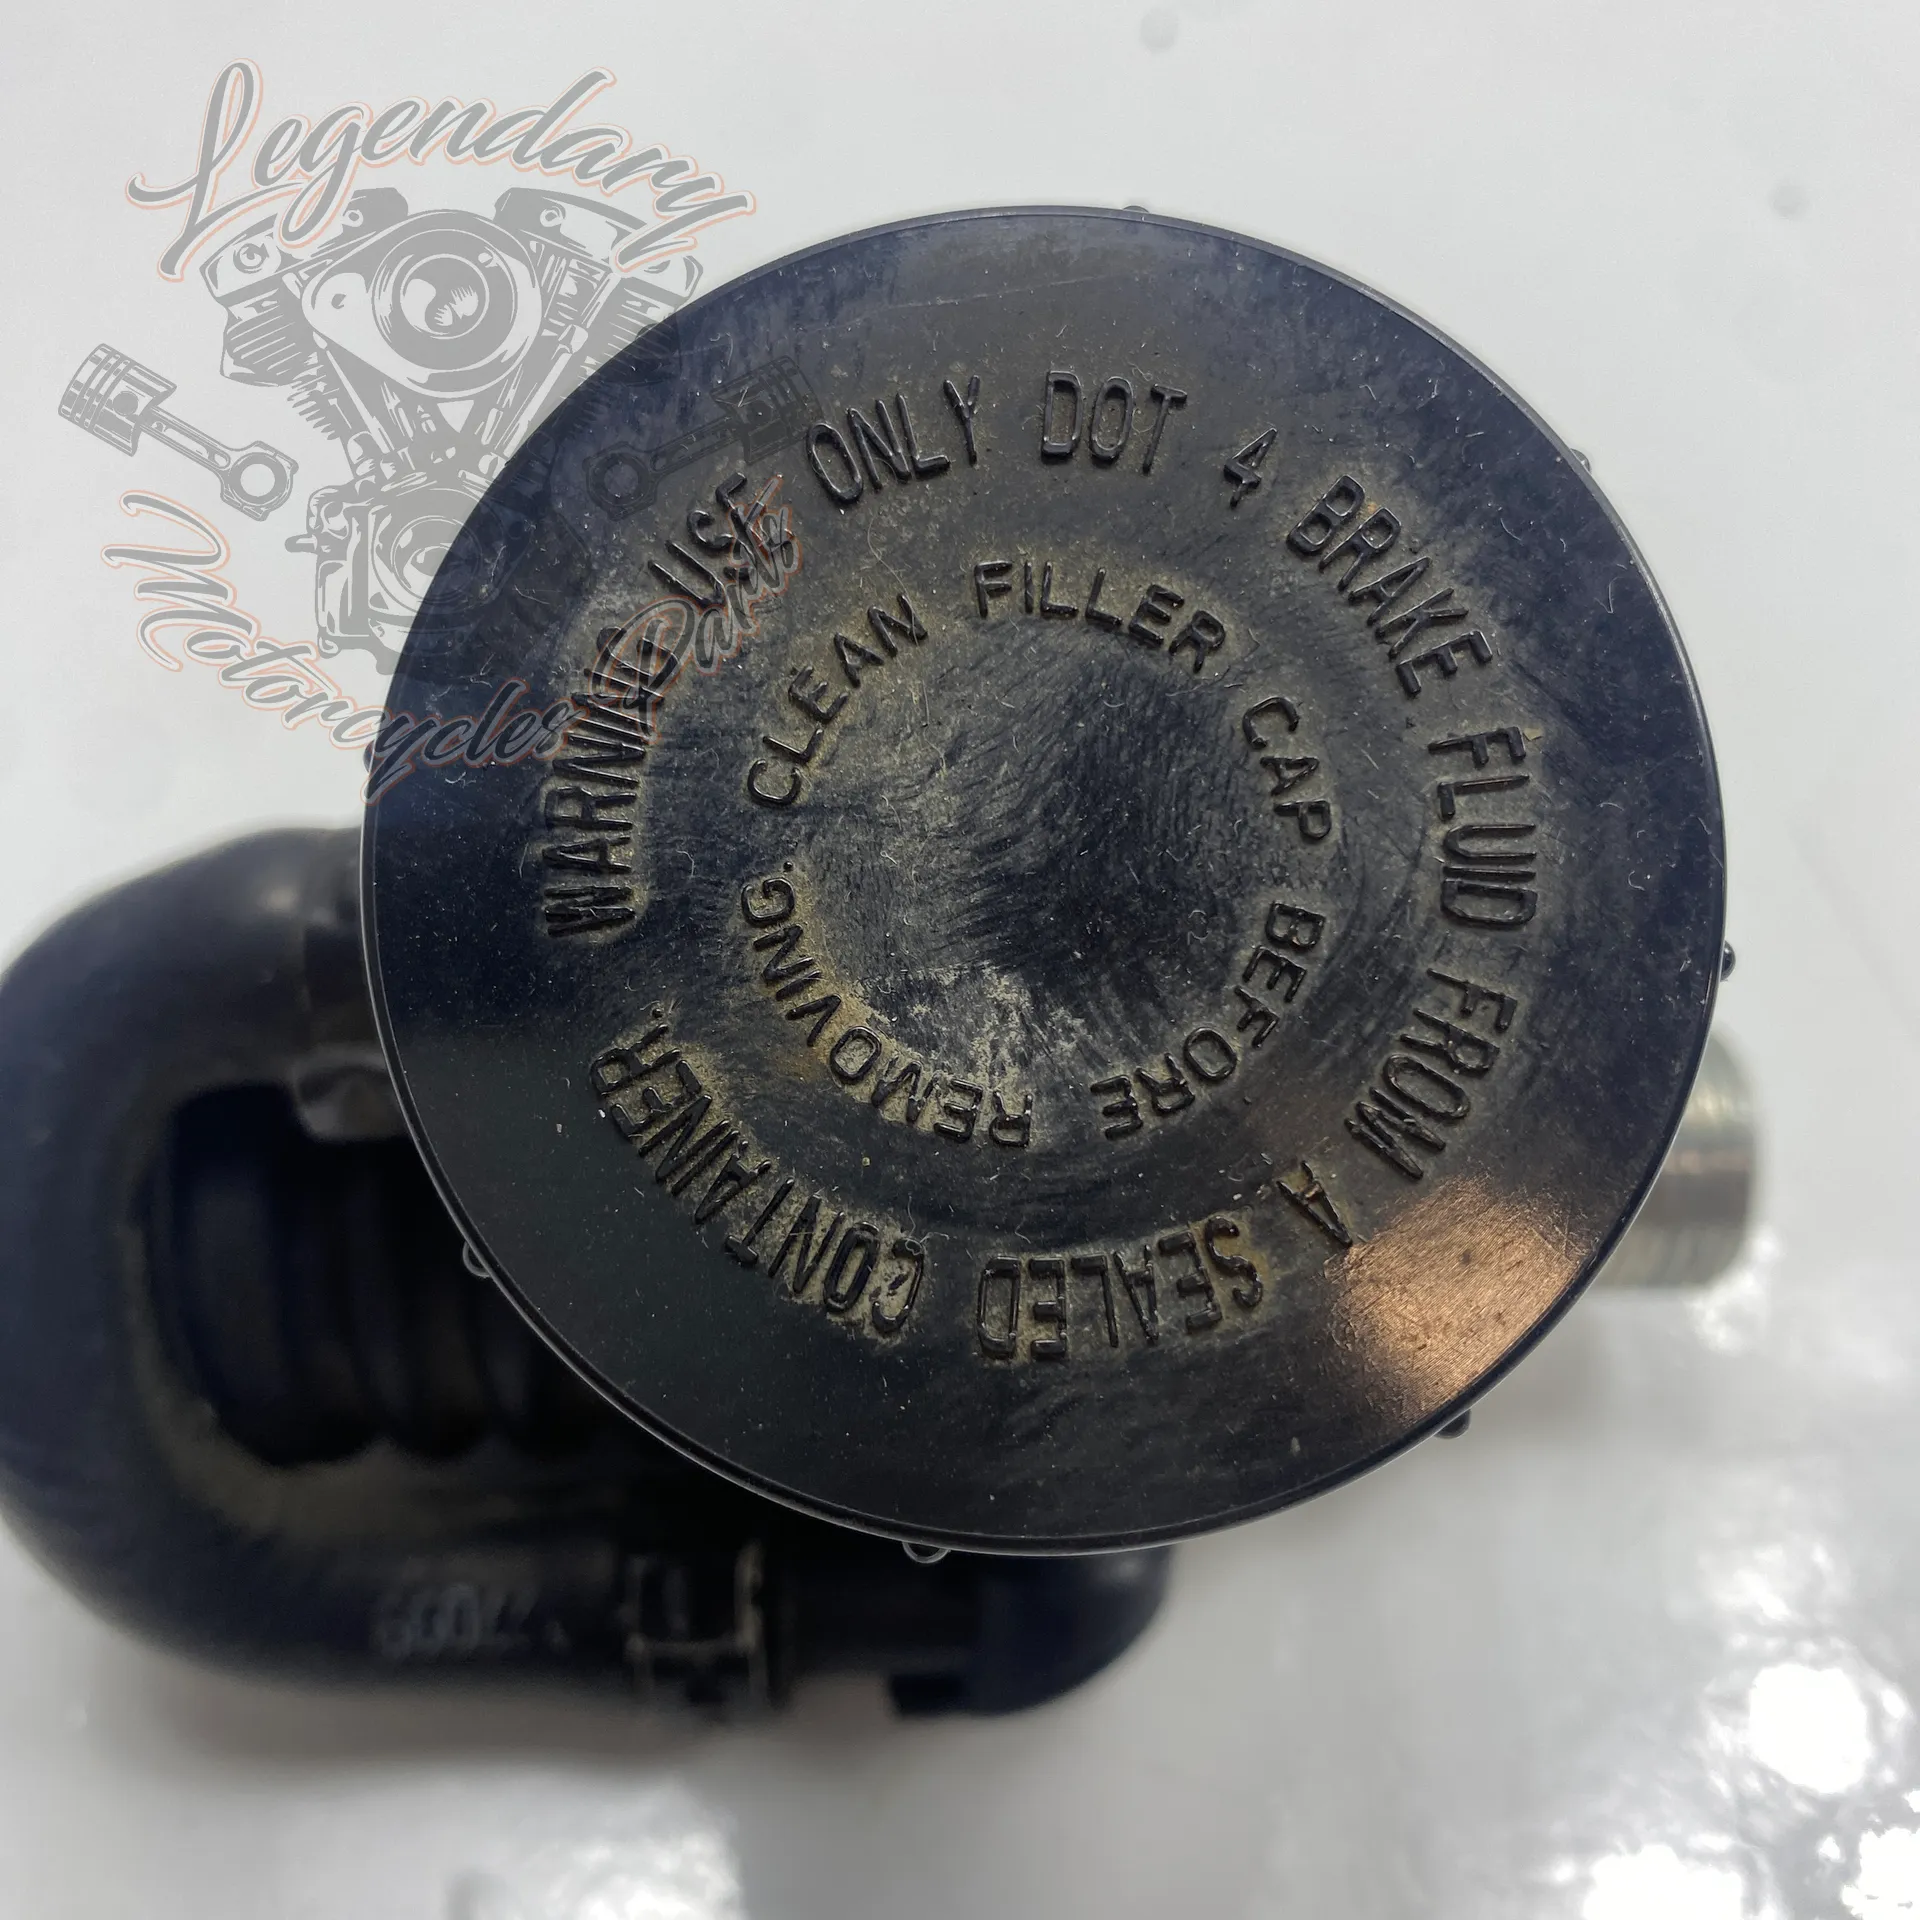 Legendary
Motorcycles Parts
WARNING USE ONLY DOT 4 BRAKE FLUID FROM A SEALED CONTAINER.
CLEAN FILLER CAP BEFORE REMOVING.